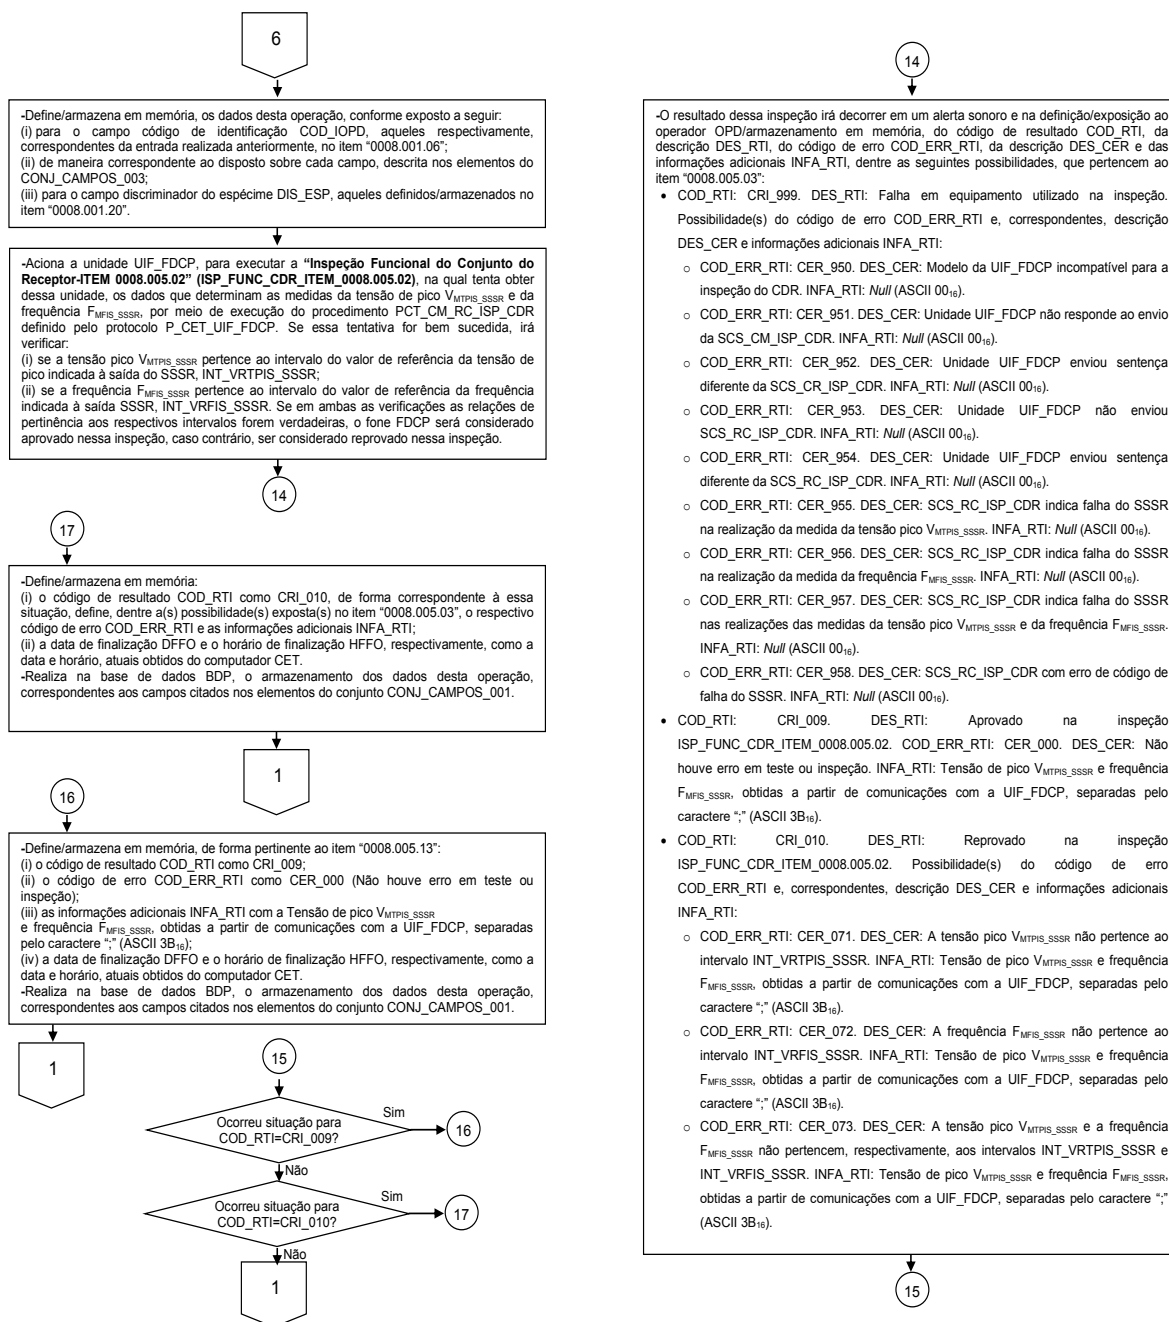 6
-Define/armazena em memória, os dados desta operação, conforme exposto a seguir:
(i) para o campo código de identificação COD_IOPD, aqueles respectivamente,
correspondentes da entrada realizada anteriormente, no item "0008.001.06";
(ii) de maneira correspondente ao disposto sobre cada campo, descrita nos elementos do
CONJ_CAMPOS_003;
(iii) para o campo discriminador do espécime DIS_ESP, aqueles definidos/armazenados no
item "0008.001.20".
-Aciona a unidade UIF_FDCP, para executar a "Inspeção Funcional do Conjunto do
Receptor-ITEM 0008.005.02" (ISP_FUNC_CDR_ITEM_0008.005.02), na qual tenta obter
dessa unidade, os dados que determinam as medidas da tensão de pico VMTPIS_SSSR e da
frequência FMFIS_SSSR, por meio de execução do procedimento PCT_CM_RC_ISP_CDR
definido pelo protocolo P_CET_UIF_FDCP. Se essa tentativa for bem sucedida, irá
verificar:
(i) se a tensão pico VMTPIS_SSSR pertence ao intervalo do valor de referência da tensão de
pico indicada à saída do SSSR, INT_VRTPIS_SSSR;
(ii) se a frequência FMFIS_SSSR pertence ao intervalo do valor de referência da frequência
indicada à saída SSSR, INT_VRFIS_SSSR. Se em ambas as verificações as relações de
pertinência aos respectivos intervalos forem verdadeiras, o fone FDCP será considerado
aprovado nessa inspeção, caso contrário, ser considerado reprovado nessa inspeção.
14
17
-Define/armazena em memória:
(i) o código de resultado COD_RTI como CRI_010, de forma correspondente à essa
situação, define, dentre a(s) possibilidade(s) exposta(s) no item "0008.005.03", o respectivo
código de erro COD_ERR_RTI e as informações adicionais INFA_RTI;
(ii) a data de finalização DFFO e o horário de finalização HFFO, respectivamente, como a
data e horário, atuais obtidos do computador CET.
-Realiza na base de dados BDP, o armazenamento dos dados desta operação,
correspondentes aos campos citados nos elementos do conjunto CONJ_CAMPOS_001.
1
16
-Define/armazena em memória, de forma pertinente ao item "0008.005.13":
(i) o código de resultado COD_RTI como CRI_009;
(ii) o código de erro COD_ERR_RTI como CER_000 (Não houve erro em teste ou
inspeção);
(iii) as informações adicionais INFA_RTI com a Tensão de pico VMTPIS_SSSR
e frequência FMFIS_SSSR, obtidas a partir de comunicações com a UIF_FDCP, separadas
pelo caractere ";" (ASCII 3B16);
(iv) a data de finalização DFFO e o horário de finalização HFFO, respectivamente, como a
data e horário, atuais obtidos do computador CET.
-Realiza na base de dados BDP, o armazenamento dos dados desta operação,
correspondentes aos campos citados nos elementos do conjunto CONJ_CAMPOS_001.
1
15
Ocorreu situação para
COD_RTI=CRI_009?
Sim
16
Não
Ocorreu situação para
COD_RTI=CRI_010?
Sim
17
Não
1
14
-O resultado dessa inspeção irá decorrer em um alerta sonoro e na definição/exposição ao
operador OPD/armazenamento em memória, do código de resultado COD_RTI, da
descrição DES_RTI, do código de erro COD_ERR_RTI, da descrição DES_CER e das
informações adicionais INFA_RTI, dentre as seguintes possibilidades, que pertencem ao
item "0008.005.03":
• COD_RTI: CRI_999. DES_RTI: Falha em equipamento utilizado na inspeção.
Possibilidade(s) do código de erro COD_ERR_RTI e, correspondentes, descrição
DES_CER e informações adicionais INFA_RTI:
○ COD_ERR_RTI: CER_950. DES_CER: Modelo da UIF_FDCP incompatível para a
inspeção do CDR. INFA_RTI: Null (ASCII 0016).
○ COD_ERR_RTI: CER_951. DES_CER: Unidade UIF_FDCP não responde ao envio
da SCS_CM_ISP_CDR. INFA_RTI: Null (ASCII 0016).
○ COD_ERR_RTI: CER_952. DES_CER: Unidade UIF_FDCP enviou sentença
diferente da SCS_CR_ISP_CDR. INFA_RTI: Null (ASCII 0016).
○ COD_ERR_RTI: CER_953. DES_CER: Unidade UIF_FDCP não enviou
SCS_RC_ISP_CDR. INFA_RTI: Null (ASCII 0016).
○ COD_ERR_RTI: CER_954. DES_CER: Unidade UIF_FDCP enviou sentença
diferente da SCS_RC_ISP_CDR. INFA_RTI: Null (ASCII 0016).
○ COD_ERR_RTI: CER_955. DES_CER: SCS_RC_ISP_CDR indica falha do SSSR
na realização da medida da tensão pico VMTPIS_SSSR. INFA_RTI: Null (ASCII 0016).
○ COD_ERR_RTI: CER_956. DES_CER: SCS_RC_ISP_CDR indica falha do SSSR
na realização da medida da frequência FMFIS_SSSR. INFA_RTI: Null (ASCII 0016).
○ COD_ERR_RTI: CER_957. DES_CER: SCS_RC_ISP_CDR indica falha do SSSR
nas realizações das medidas da tensão pico VMTPIS_SSSR e da frequência FMFIS_SSSR.
INFA_RTI: Null (ASCII 0016).
○ COD_ERR_RTI: CER_958. DES_CER: SCS_RC_ISP_CDR com erro de código de
falha do SSSR. INFA_RTI: Null (ASCII 0016).
• COD_RTI: CRI_009. DES_RTI: Aprovado na inspeção
ISP_FUNC_CDR_ITEM_0008.005.02. COD_ERR_RTI: CER_000. DES_CER: Não
houve erro em teste ou inspeção. INFA_RTI: Tensão de pico VMTPIS_SSSR e frequência
FMFIS_SSSR, obtidas a partir de comunicações com a UIF_FDCP, separadas pelo
caractere ";" (ASCII 3B16).
• COD_RTI: CRI_010. DES_RTI: Reprovado na inspeção
ISP_FUNC_CDR_ITEM_0008.005.02. Possibilidade(s) do código de erro
COD_ERR_RTI e, correspondentes, descrição DES_CER e informações adicionais
INFA_RTI:
○ COD_ERR_RTI: CER_071. DES_CER: A tensão pico VMTPIS_SSSR não pertence ao
intervalo INT_VRTPIS_SSSR. INFA_RTI: Tensão de pico VMTPIS_SSSR e frequência
FMFIS_SSSR, obtidas a partir de comunicações com a UIF_FDCP, separadas pelo
caractere ";" (ASCII 3B16).
○ COD_ERR_RTI: CER_072. DES_CER: A frequência FMFIS_SSSR não pertence ao
intervalo INT_VRFIS_SSSR. INFA_RTI: Tensão de pico VMTPIS_SSSR e frequência
FMFIS_SSSR, obtidas a partir de comunicações com a UIF_FDCP, separadas pelo
caractere ";" (ASCII 3B16).
○ COD_ERR_RTI: CER_073. DES_CER: A tensão pico VMTPIS_SSSR e a frequência
FMFIS_SSSR não pertencem, respectivamente, aos intervalos INT_VRTPIS_SSSR e
INT_VRFIS_SSSR. INFA_RTI: Tensão de pico VMTPIS_SSSR e frequência FMFIS_SSSR,
obtidas a partir de comunicações com a UIF_FDCP, separadas pelo caractere ";"
(ASCII 3B16).
15